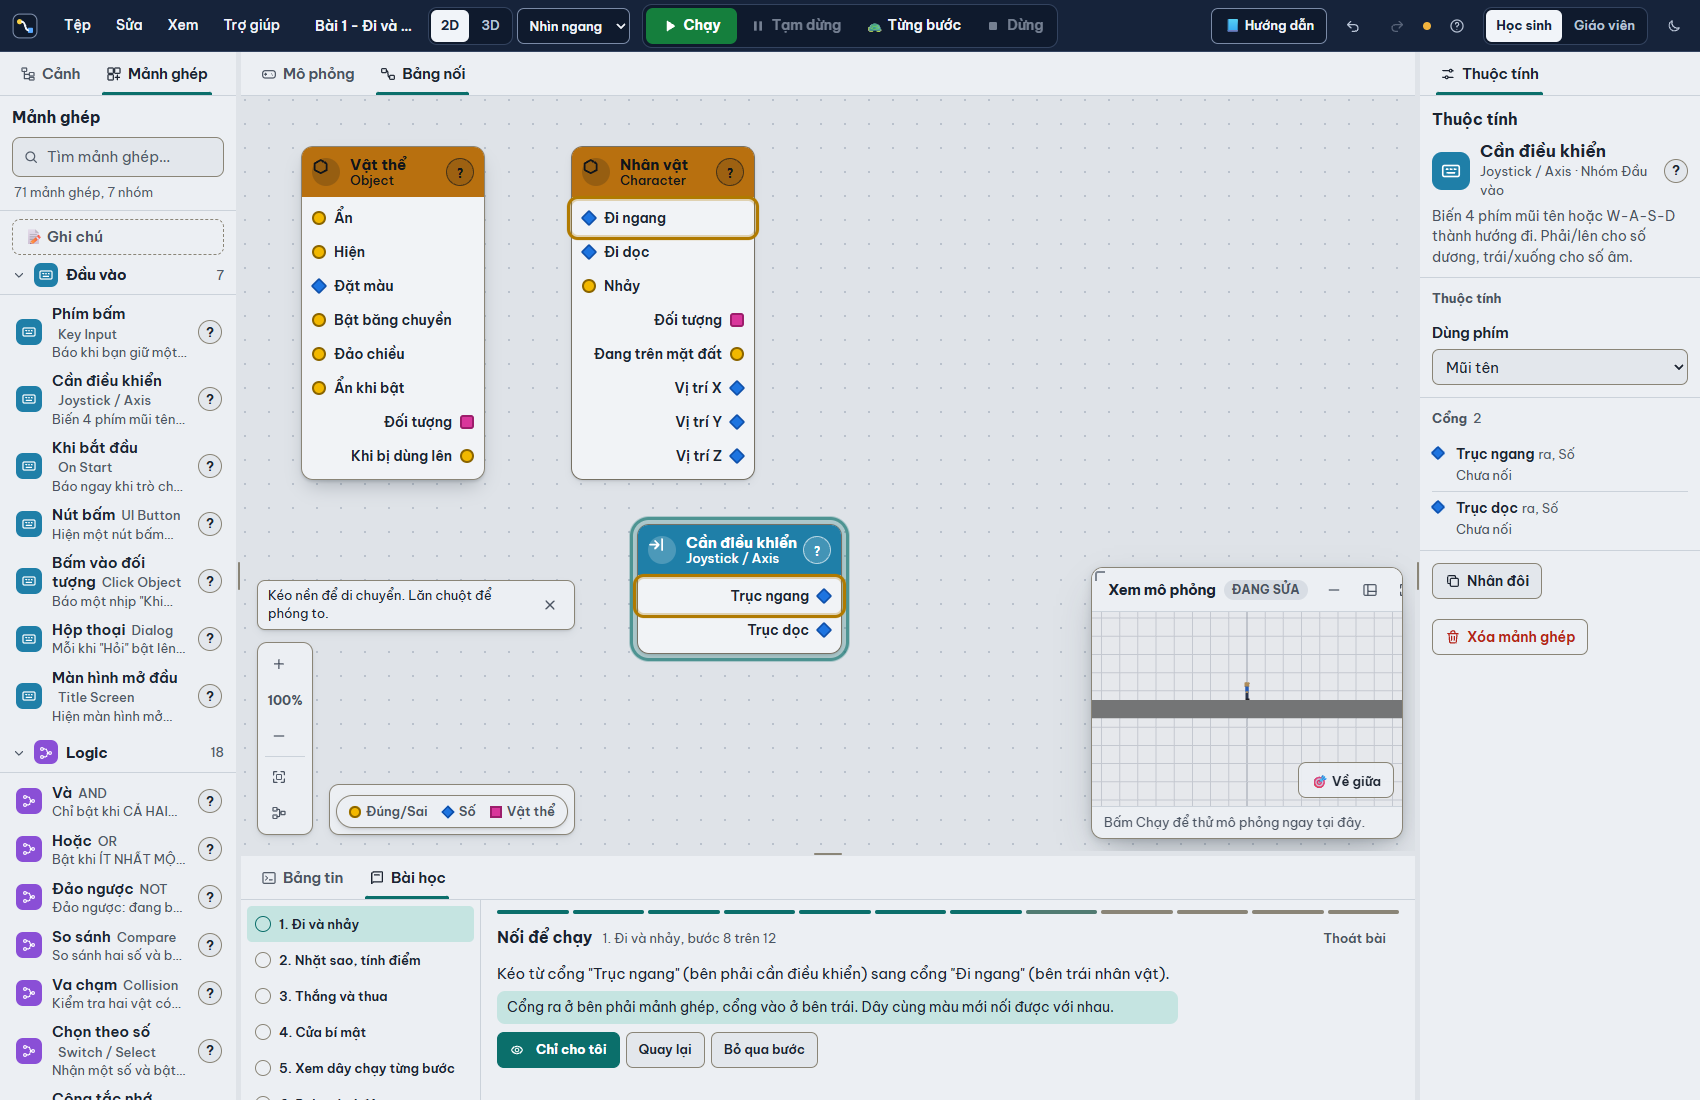 Tệp Sửa Xem Trợ giúp Bài 1 - Đi và ... 2D 3D Nhìn ngang Chạy Tạm dừng Từng bước Dừng Hướng dẫn Học sinh Giáo viên
Cảnh Mảnh ghép
Mảnh ghép
Tìm mảnh ghép...
71 mảnh ghép, 7 nhóm
Ghi chú
Đầu vào 7
Phím bấm
Key Input
Báo khi bạn giữ một...
?
Cần điều khiển
Joystick / Axis
Biến 4 phím mũi tên...
?
Khi bắt đầu
On Start
Báo ngay khi trò ch...
?
Nút bấm UI Button
Hiện một nút bấm...
?
Bấm vào đối
tượng Click Object
Báo một nhịp "Khi...
?
Hộp thoại Dialog
Mỗi khi "Hỏi" bật lên...
?
Màn hình mở đầu
Title Screen
Hiện màn hình mở...
?
Logic 18
Và AND
Chỉ bật khi CẢ HAI...
?
Hoặc OR
Bật khi ÍT NHẤT MỘ...
?
Đảo ngược NOT
Đảo ngược: đang b...
?
So sánh Compare
So sánh hai số và b...
?
Va chạm Collision
Kiểm tra hai vật có...
?
Chọn theo số
Switch / Select
Nhận một số và bật...
?
Công tắc nhớ
Mô phỏng Bảng nối
Vật thể
Object
?
Ẩn
Hiện
Đặt màu
Bật băng chuyền
Đảo chiều
Ẩn khi bật
Đối tượng
Khi bị dùng lên
Nhân vật
Character
?
Đi ngang
Đi dọc
Nhảy
Đối tượng
Đang trên mặt đất
Vị trí X
Vị trí Y
Vị trí Z
Cần điều khiển
Joystick / Axis
?
Trục ngang
Trục dọc
Kéo nền để di chuyển. Lăn chuột để
phóng to.
100%
Đúng/Sai Số Vật thể
Xem mô phỏng ĐANG SỬA
Về giữa
Bấm Chạy để thử mô phỏng ngay tại đây.
Bảng tin Bài học
1. Đi và nhảy
2. Nhặt sao, tính điểm
3. Thắng và thua
4. Cửa bí mật
5. Xem dây chạy từng bước
Nối để chạy 1. Đi và nhảy, bước 8 trên 12 Thoát bài
Kéo từ cổng "Trục ngang" (bên phải cần điều khiển) sang cổng "Đi ngang" (bên trái nhân vật).
Cổng ra ở bên phải mảnh ghép, cổng vào ở bên trái. Dây cùng màu mới nối được với nhau.
Chỉ cho tôi Quay lại Bỏ qua bước
Thuộc tính
Thuộc tính
Cần điều khiển
Joystick / Axis · Nhóm Đầu
vào
?
Biến 4 phím mũi tên hoặc W-A-S-D
thành hướng đi. Phải/lên cho số
dương, trái/xuống cho số âm.
Thuộc tính
Dùng phím
Mũi tên
Cổng 2
Trục ngang ra, Số
Chưa nối
Trục dọc ra, Số
Chưa nối
Nhân đôi
Xóa mảnh ghép